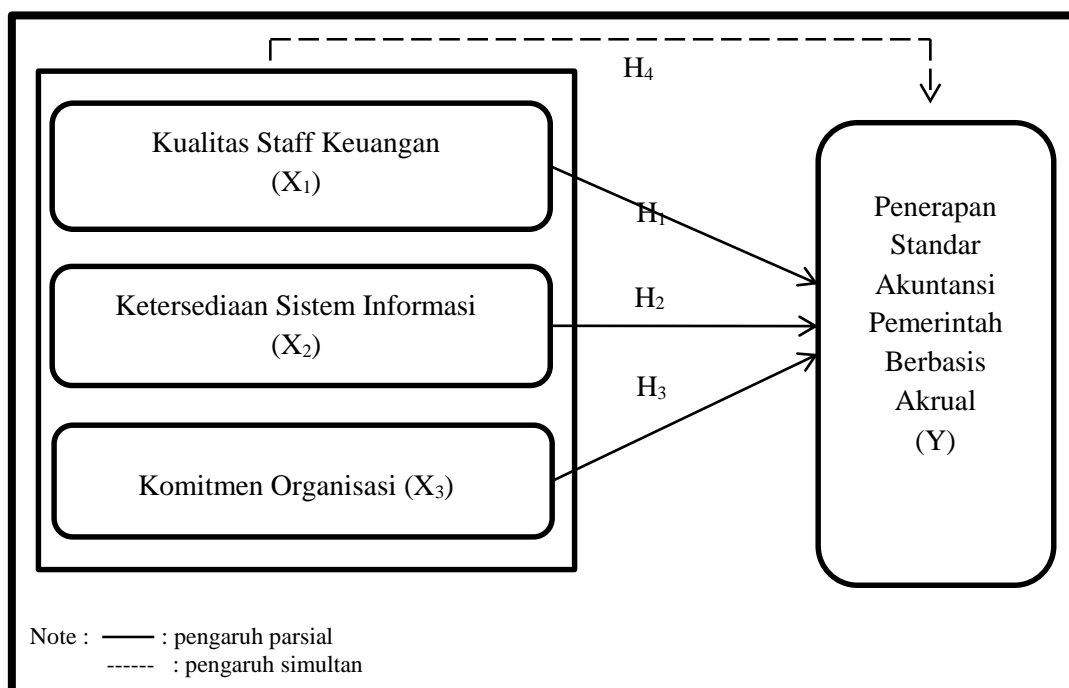 H₄
Kualitas Staff Keuangan
(X₁)
H₁
Ketersediaan Sistem Informasi
(X₂)
H₂
Komitmen Organisasi (X₃)
H₃
Penerapan
Standar
Akuntansi
Pemerintah
Berbasis
Akrual
(Y)
Note : : pengaruh parsial
------ : pengaruh simultan